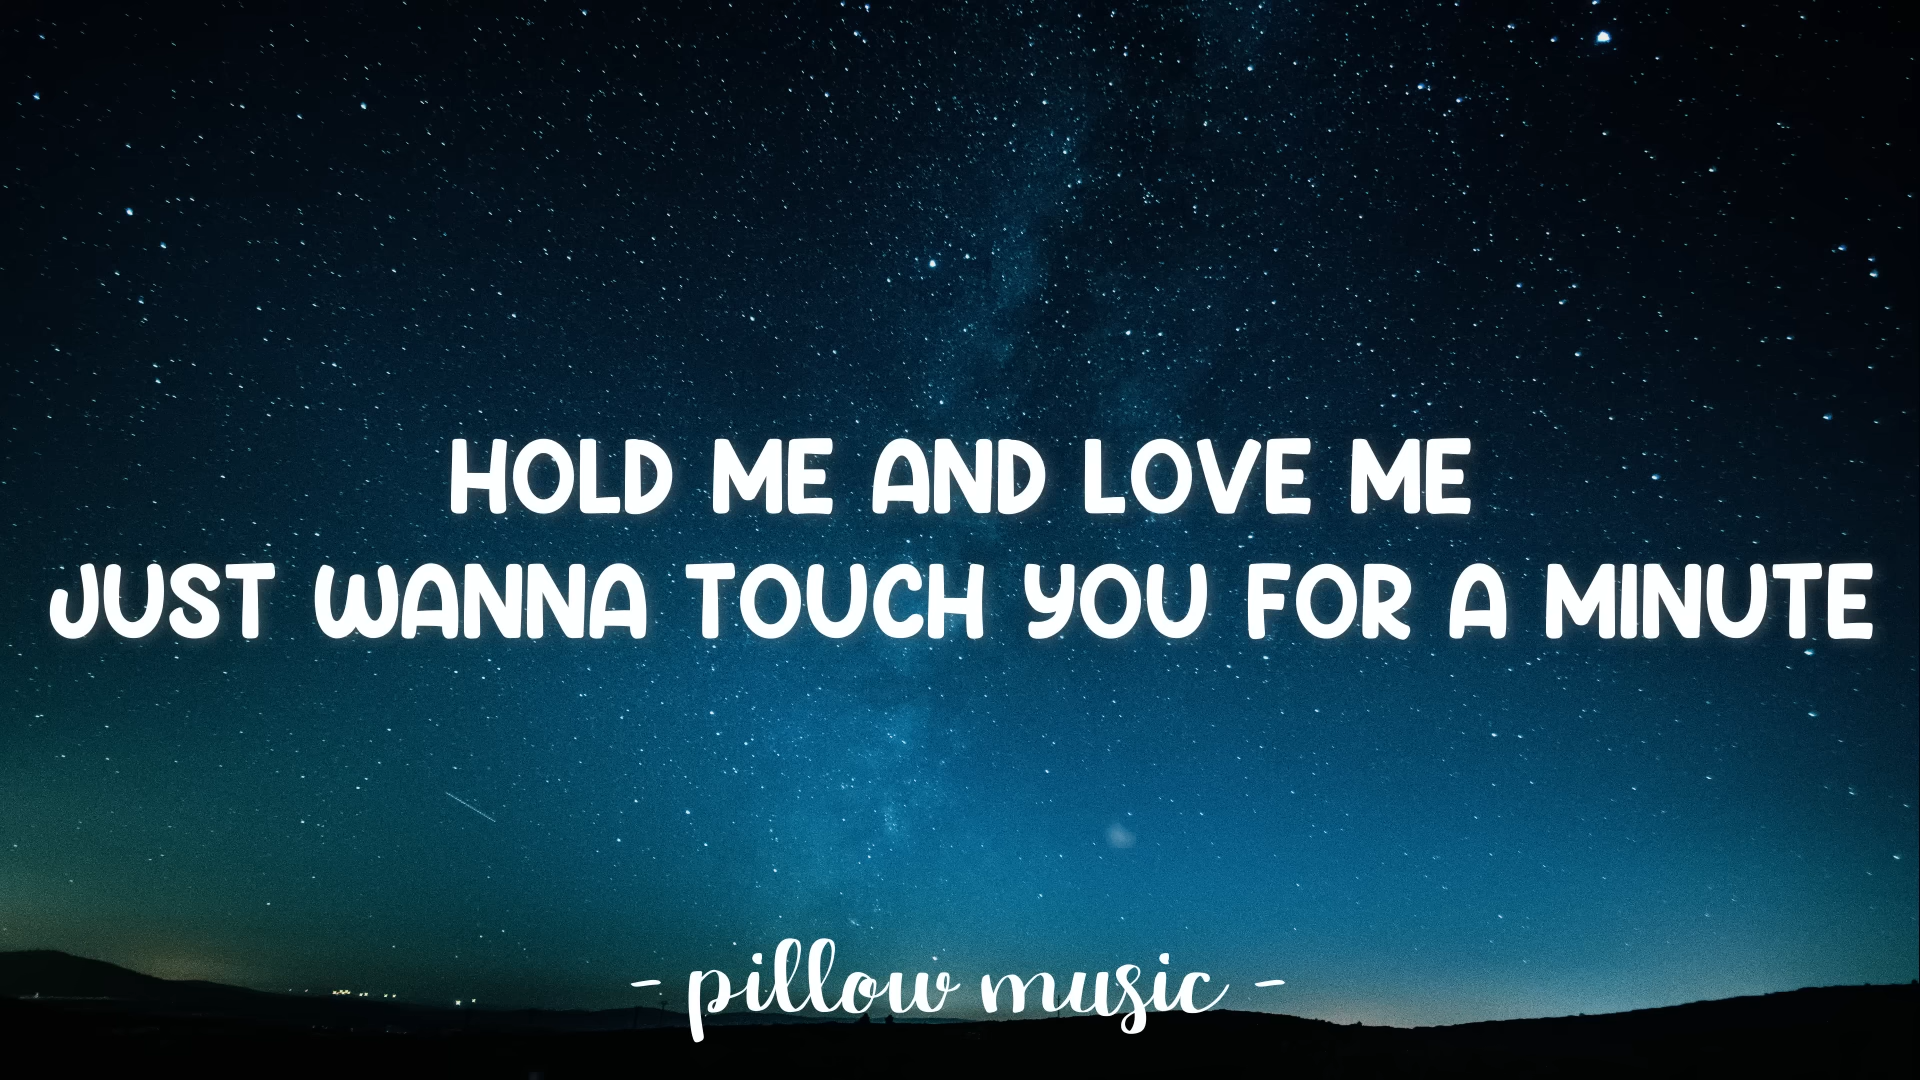 HOLD ME AND LOVE ME
JUST WANNA TOUCH YOU FOR A MINUTE
- pillow music -